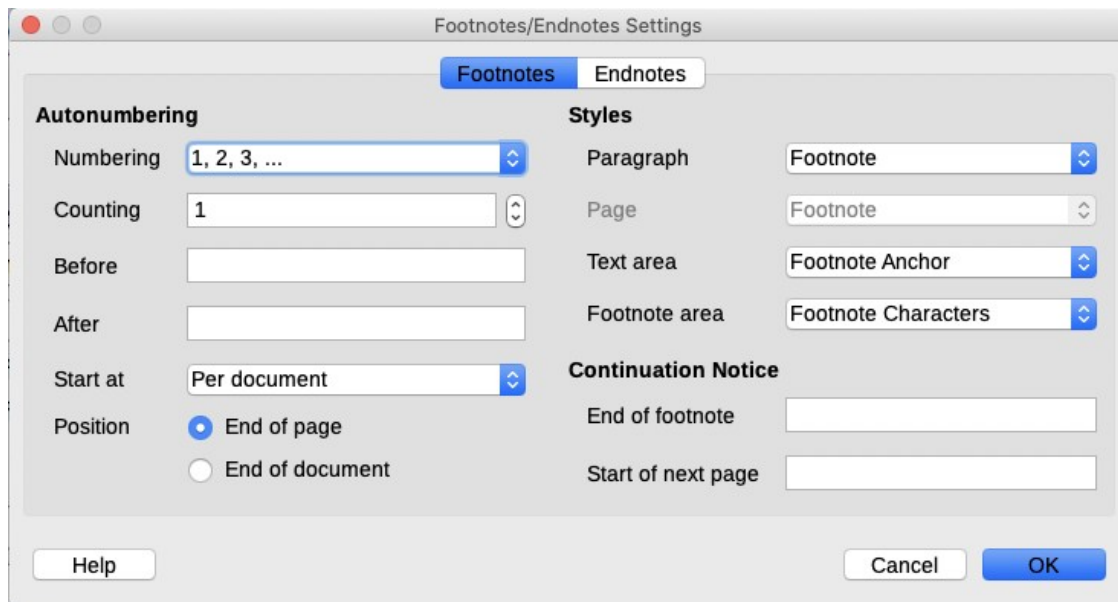 Footnotes/Endnotes Settings
Footnotes Endnotes
Autonumbering
Numbering 1, 2, 3, ...
Counting 1
Before
After
Start at Per document
Position End of page
End of document
Styles
Paragraph Footnote
Page Footnote
Text area Footnote Anchor
Footnote area Footnote Characters
Continuation Notice
End of footnote
Start of next page
Help Cancel OK